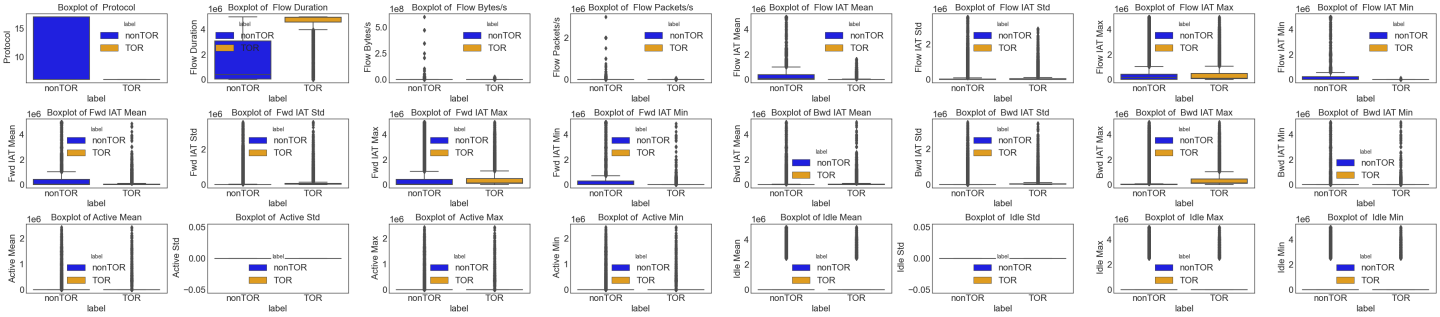 Boxplot of Protocol
Protocol
15
10
label
nonTOR
TOR
nonTOR
TOR
label
Boxplot of Flow Duration
1e6
Flow Duration
4
2
0
label
nonTOR
TOR
nonTOR
TOR
label
Boxplot of Flow Bytes/s
1e8
Flow Bytes/s
5.0
2.5
0.0
label
nonTOR
TOR
nonTOR
TOR
label
Boxplot of Flow Packets/s
1e6
Flow Packets/s
2
0
label
nonTOR
TOR
nonTOR
TOR
label
Boxplot of Flow IAT Mean
1e6
Flow IAT Mean
4
2
0
label
nonTOR
TOR
nonTOR
TOR
label
Boxplot of Flow IAT Std
1e6
Flow IAT Std
2
0
label
nonTOR
TOR
nonTOR
TOR
label
Boxplot of Flow IAT Max
1e6
Flow IAT Max
4
2
0
label
nonTOR
TOR
nonTOR
TOR
label
Boxplot of Flow IAT Min
1e6
Flow IAT Min
4
2
0
label
nonTOR
TOR
nonTOR
TOR
label
Boxplot of Fwd IAT Mean
1e6
Fwd IAT Mean
4
2
0
label
nonTOR
TOR
nonTOR
TOR
label
Boxplot of Fwd IAT Std
1e6
Fwd IAT Std
2
0
label
nonTOR
TOR
nonTOR
TOR
label
Boxplot of Fwd IAT Max
1e6
Fwd IAT Max
4
2
0
label
nonTOR
TOR
nonTOR
TOR
label
Boxplot of Fwd IAT Min
1e6
Fwd IAT Min
4
2
0
label
nonTOR
TOR
nonTOR
TOR
label
Boxplot of Bwd IAT Mean
1e6
Bwd IAT Mean
4
2
0
label
nonTOR
TOR
nonTOR
TOR
label
Boxplot of Bwd IAT Std
1e6
Bwd IAT Std
2
0
label
nonTOR
TOR
nonTOR
TOR
label
Boxplot of Bwd IAT Max
1e6
Bwd IAT Max
4
2
0
label
nonTOR
TOR
nonTOR
TOR
label
Boxplot of Bwd IAT Min
1e6
Bwd IAT Min
4
2
0
label
nonTOR
TOR
nonTOR
TOR
label
Boxplot of Active Mean
1e6
Active Mean
2
1
0
label
nonTOR
TOR
nonTOR
TOR
label
Boxplot of Active Std
Active Std
0.05
0.00
−0.05
label
nonTOR
TOR
nonTOR
TOR
label
Boxplot of Active Max
1e6
Active Max
2
1
0
label
nonTOR
TOR
nonTOR
TOR
label
Boxplot of Active Min
1e6
Active Min
2
1
0
label
nonTOR
TOR
nonTOR
TOR
label
Boxplot of Idle Mean
1e6
Idle Mean
4
2
0
label
nonTOR
TOR
nonTOR
TOR
label
Boxplot of Idle Std
Idle Std
0.05
0.00
−0.05
label
nonTOR
TOR
nonTOR
TOR
label
Boxplot of Idle Max
1e6
Idle Max
4
2
0
label
nonTOR
TOR
nonTOR
TOR
label
Boxplot of Idle Min
1e6
Idle Min
4
2
0
label
nonTOR
TOR
nonTOR
TOR
label